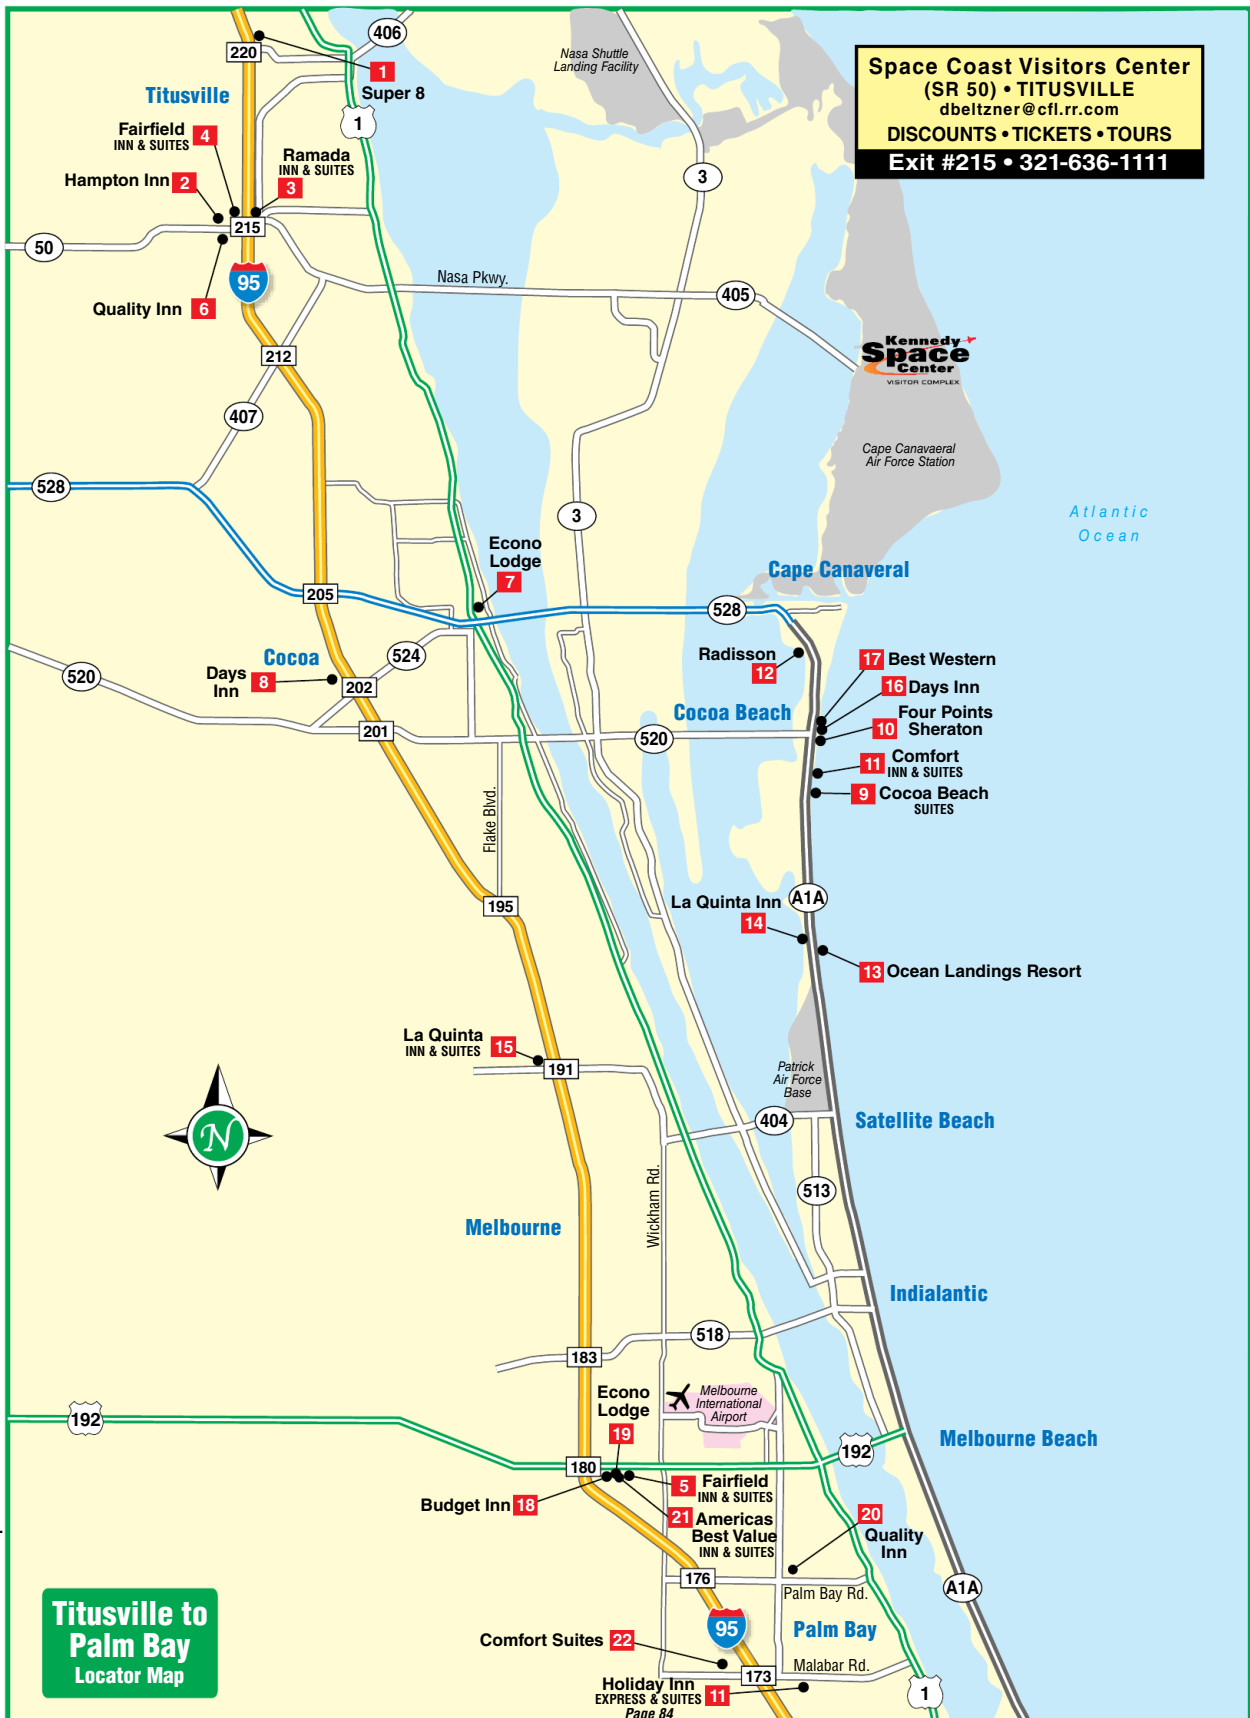 406
Nasa Shuttle
Landing Facility
220
1
Super 8
Titusville
1
Space Coast Visitors Center
(SR 50) • TITUSVILLE
dbeltzner@cfl.rr.com
DISCOUNTS • TICKETS • TOURS
Exit #215 • 321-636-1111
Fairfield
INN & SUITES
4
Ramada
INN & SUITES
3
Hampton Inn 2
3
215
50
95
Nasa Pkwy.
405
Quality Inn 6
212
Kennedy
Space
Center
VISITOR COMPLEX
407
Cape Canavaeral
Air Force Station
528
3
Atlantic
Ocean
Econo
Lodge
7
Cape Canaveral
205
528
Cocoa
524
Radisson
12
17 Best Western
520
Days
Inn
8
202
16 Days Inn
Cocoa Beach
Four Points
Sheraton
10
201
520
11 Comfort
INN & SUITES
9 Cocoa Beach
SUITES
Flake Blvd.
195
A1A
La Quinta Inn
14
13 Ocean Landings Resort
La Quinta
INN & SUITES
15
191
Patrick
Air Force
Base
N
404
Satellite Beach
513
Wickham Rd.
Melbourne
Indialantic
518
183
Econo
Lodge
19
Melbourne
International
Airport
192
192
Melbourne Beach
180
5 Fairfield
INN & SUITES
Budget Inn 18
21 Americas
Best Value
INN & SUITES
20
Quality
Inn
176
Palm Bay Rd.
A1A
Titusville to
Palm Bay
Locator Map
95
Palm Bay
Comfort Suites 22
Malabar Rd.
173
Holiday Inn
EXPRESS & SUITES
Page 84
11
1